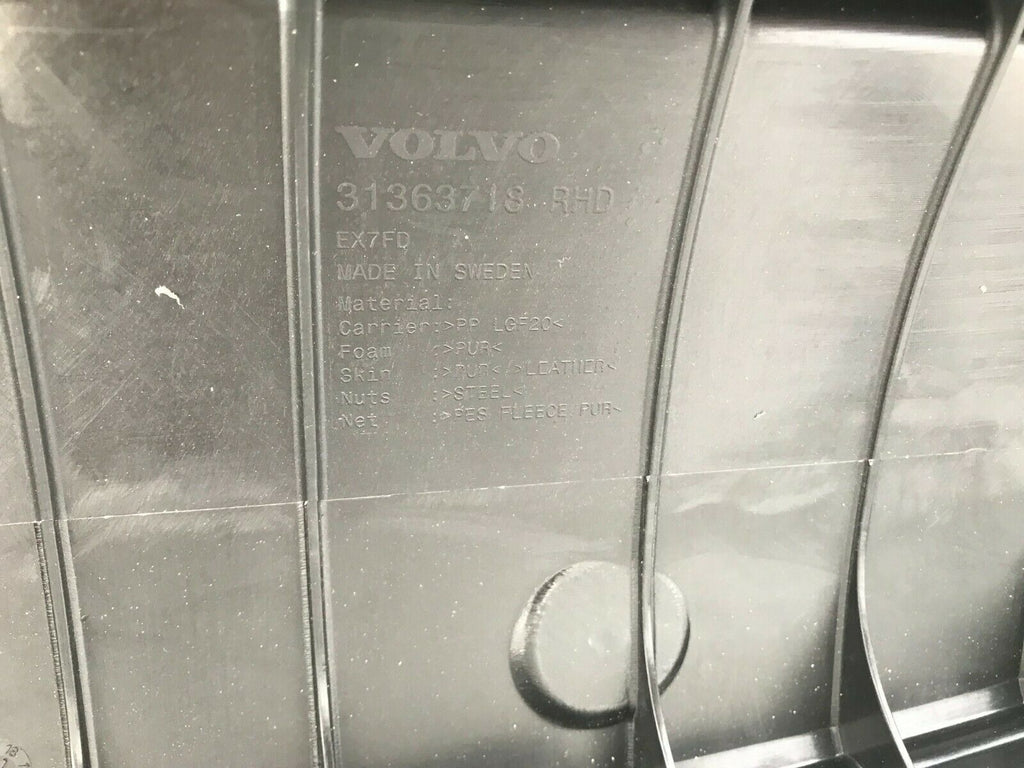 VOLVO
31363718 RHD
EX7FD
MADE IN SWEDEN
Material:
Carrier:>PP LGF20<
Foam :>PUR<
Skin :>PUR<,>LEATHER<
Nuts :>STEEL<
Net :>PES FLEECE PUR<